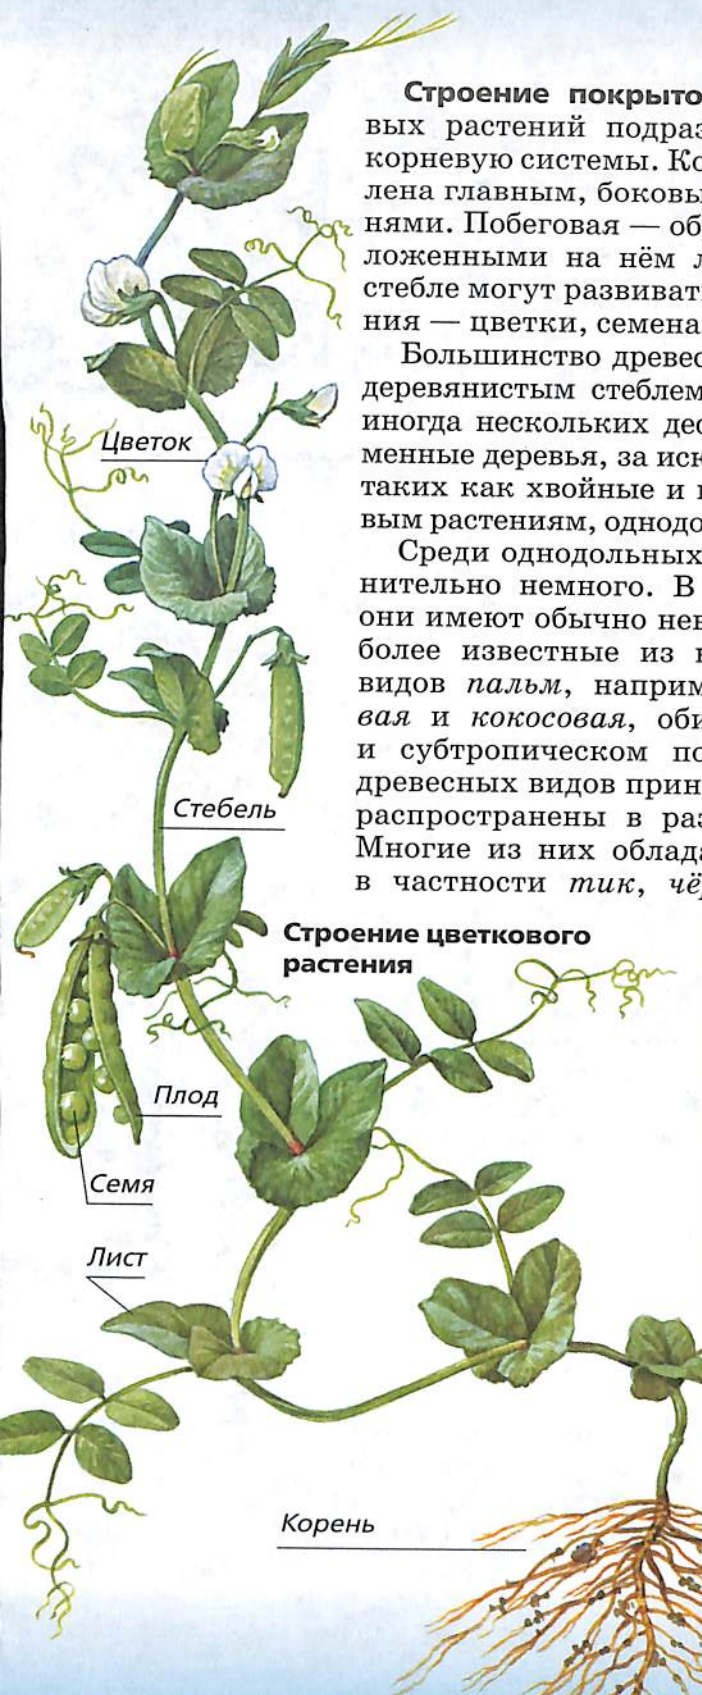 Строение покрыто
вых растений подраз
корневую системы. Ко
лена главным, боковы
нями. Побеговая — об
ложенными на нём л
стебле могут развиват
ния — цветки, семена
Большинство древес
деревянистым стеблем
иногда нескольких дес
менные деревья, за иск
таких как хвойные и
вым растениям, однодо
Среди однодольных
нительно немного. В
они имеют обычно нев
более известные из
видов пальм, наприм
вая и кокосовая, оби
и субтропическом по
древесных видов прин
распространены в раз
Многие из них облада
в частности тик, чёр
Цветок
Стебель
Строение цветкового
растения
Плод
Семя
Лист
Корень